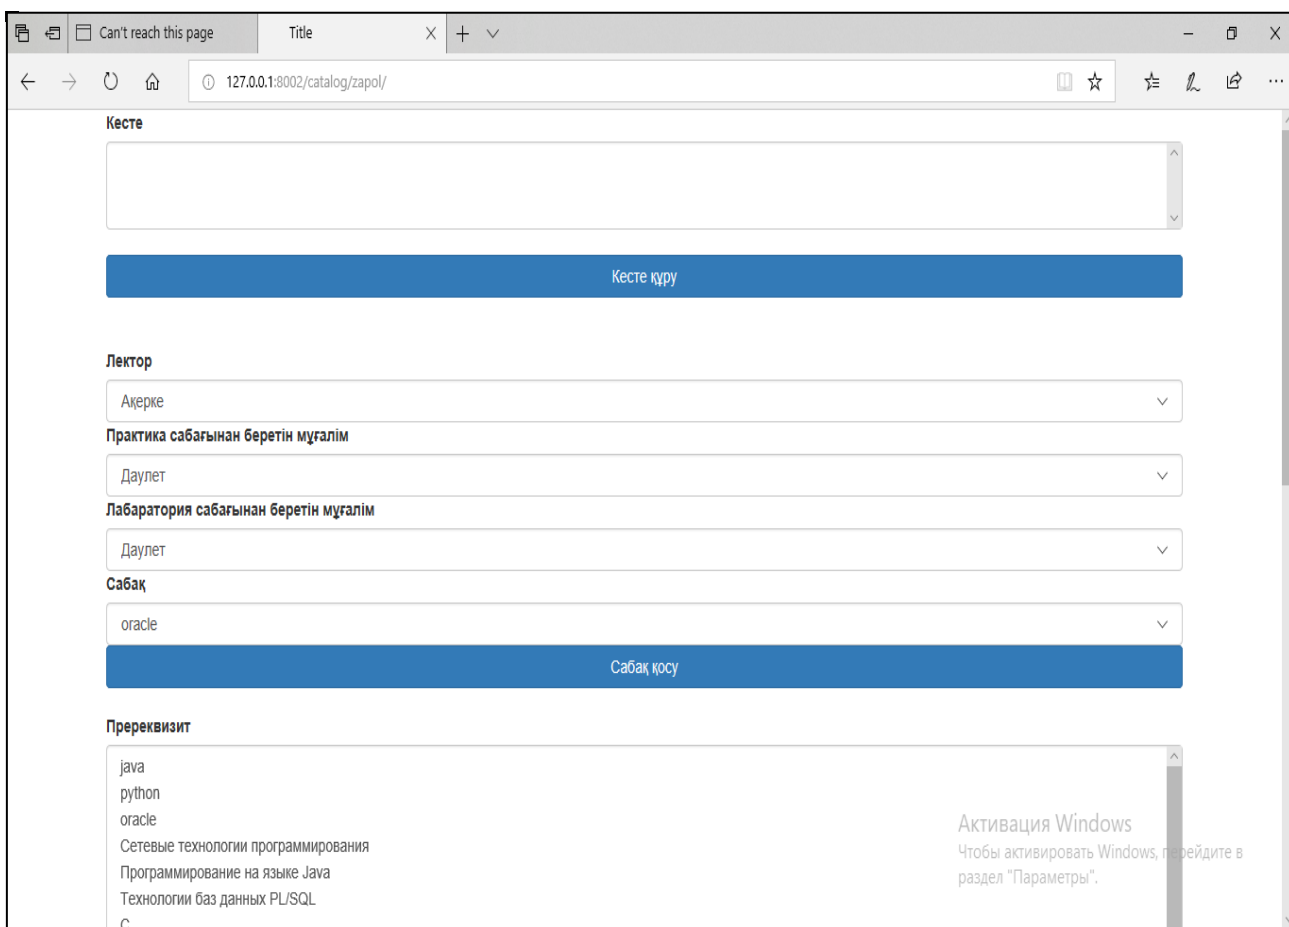 Can't reach this page
Title
127.0.0.1:8002/catalog/zapol/
Кесте
Кесте құру
Лектор
Ақерке
Практика сабағынан беретін мұғалім
Даулет
Лабаратория сабағынан беретін мұғалім
Даулет
Сабақ
oracle
Сабақ қосу
Пререквизит
java
python
oracle
Сетевые технологии программирования
Программирование на языке Java
Технологии баз данных PL/SQL
Активация Windows
Чтобы активировать Windows, перейдите в
раздел "Параметры".